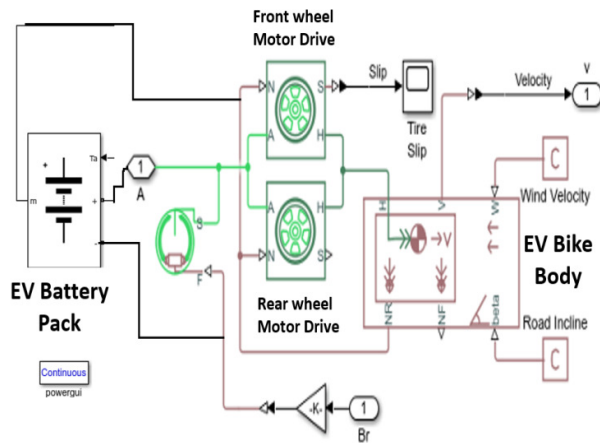 Front wheel
Motor Drive
N
S
A
H
Slip
Tire
Slip
Velocity
v
1
Ta
+
m
+
-
1
A
S
F
EV Battery
Pack
A
H
N
S
Rear wheel
Motor Drive
H
V
W
V
NR
NF
beta
C
Wind Velocity
EV Bike
Body
Road Incline
C
Continuous
powergui
-K-
1
Br